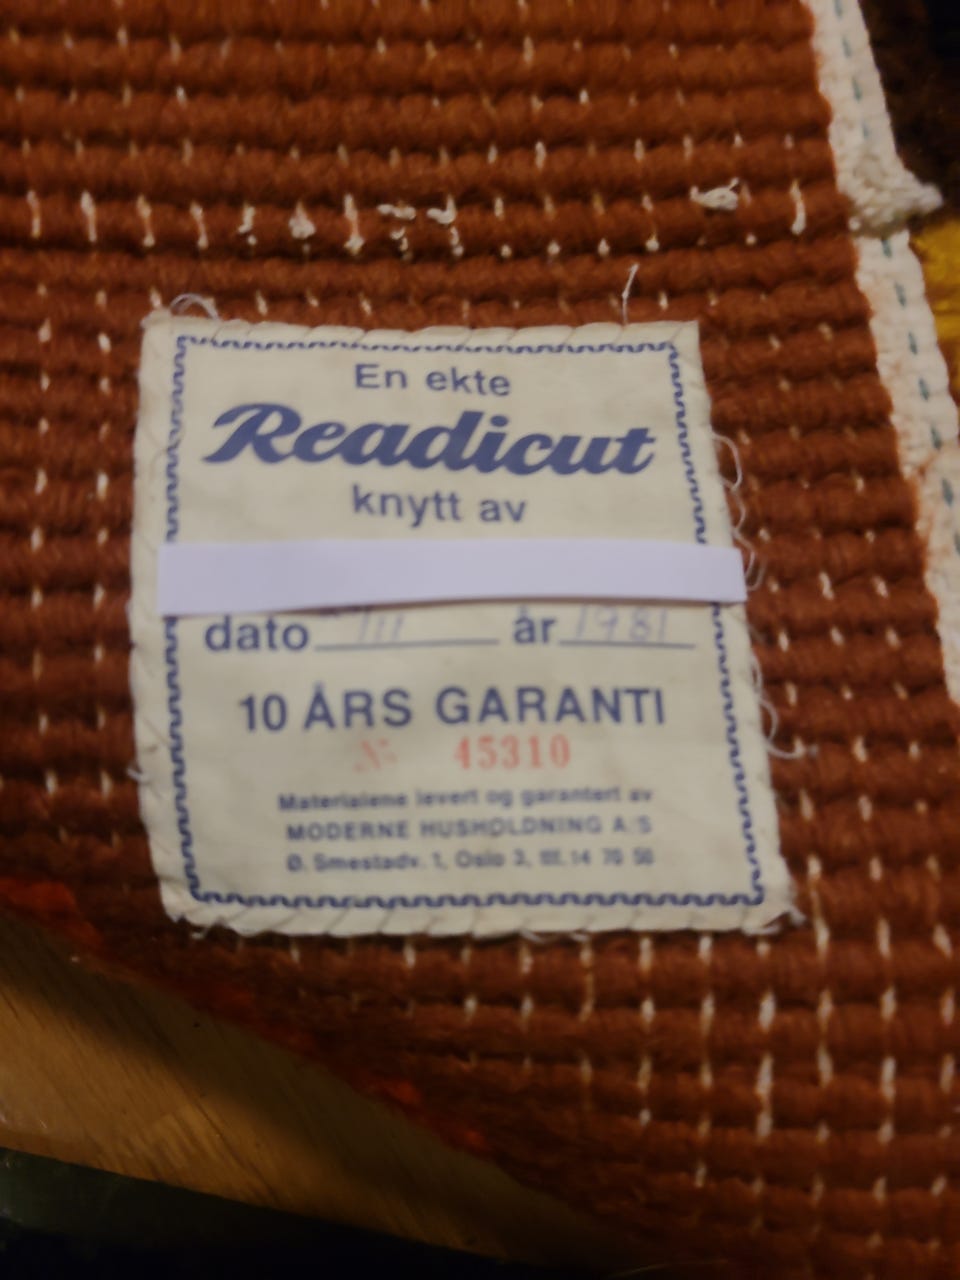 En ekte
Readicut
knytt av
dato år 1981
10 ÅRS GARANTI
№ 45310
Materialene levert og garantert av
MODERNE HUSHOLDNING A/S
Ø. Smestadv. 1, Oslo 3, tlf. 14 70 50